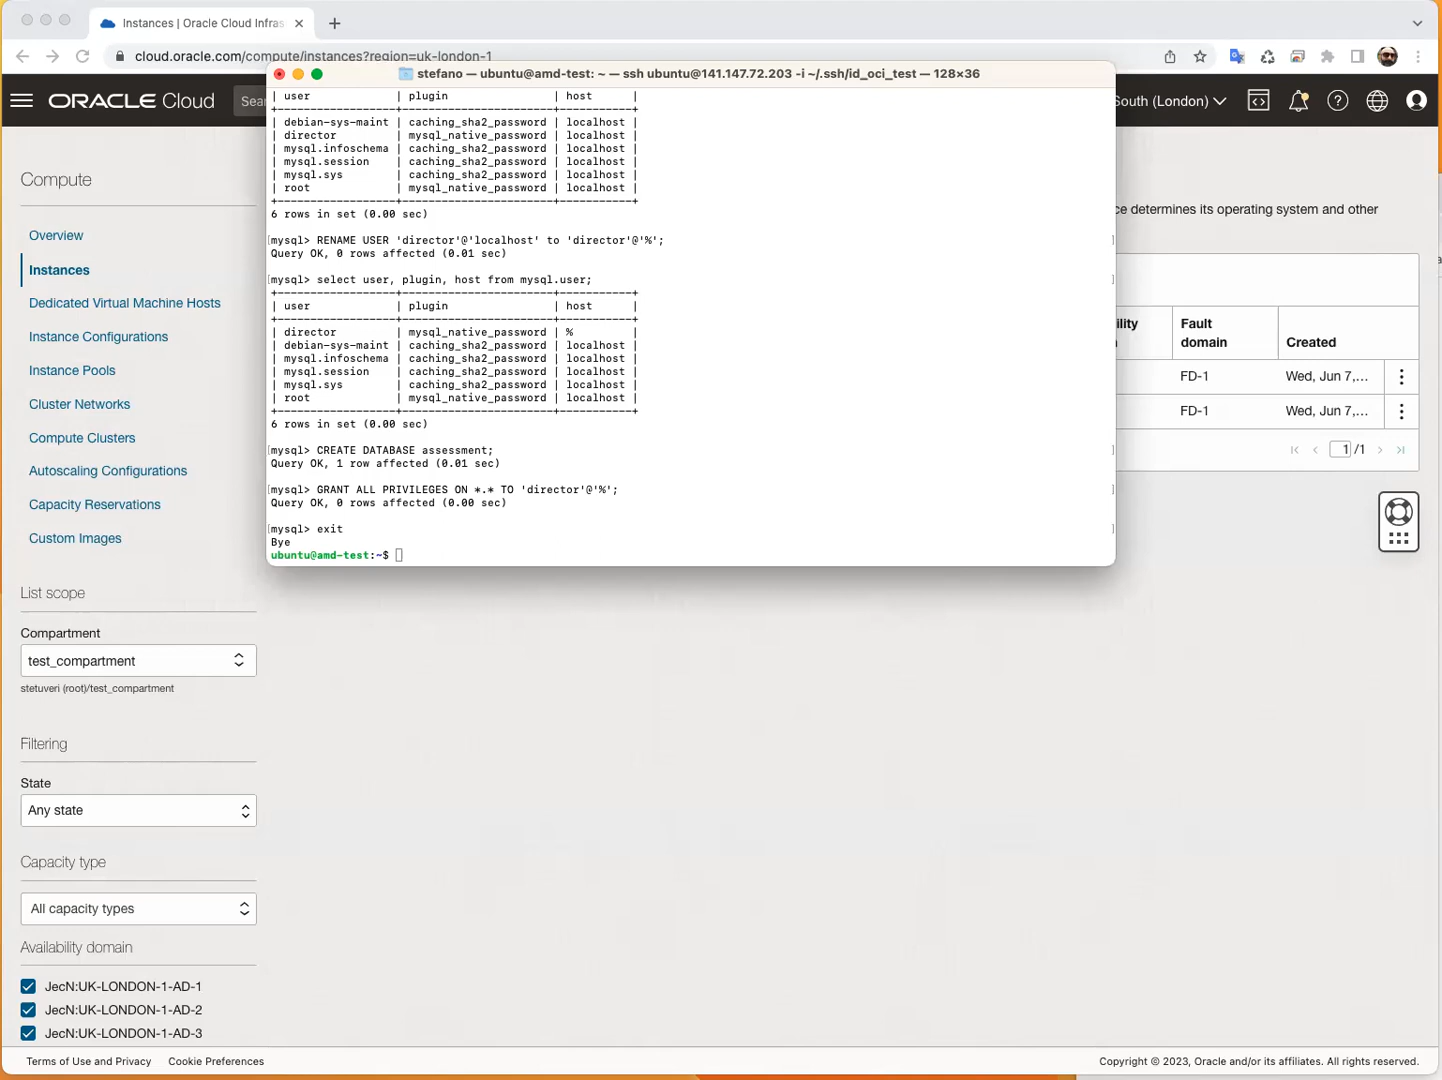 Instances | Oracle Cloud Infras
cloud.oracle.com/compute/instances?region=uk-london-1
stefano — ubuntu@amd-test: ~ — ssh ubuntu@141.147.72.203 -i ~/.ssh/id_oci_test — 128×36
ORACLE Cloud
Sear
South (London)
| user | plugin | host |
+------------------+-----------------------+-----------+
| debian-sys-maint | caching_sha2_password | localhost |
| director | mysql_native_password | localhost |
| mysql.infoschema | caching_sha2_password | localhost |
| mysql.session | caching_sha2_password | localhost |
| mysql.sys | caching_sha2_password | localhost |
| root | mysql_native_password | localhost |
+------------------+-----------------------+-----------+
6 rows in set (0.00 sec)
[mysql> RENAME USER 'director'@'localhost' to 'director'@'%'; ]
Query OK, 0 rows affected (0.01 sec)
[mysql> select user, plugin, host from mysql.user; ]
+------------------+-----------------------+-----------+
| user | plugin | host |
+------------------+-----------------------+-----------+
| director | mysql_native_password | % |
| debian-sys-maint | caching_sha2_password | localhost |
| mysql.infoschema | caching_sha2_password | localhost |
| mysql.session | caching_sha2_password | localhost |
| mysql.sys | caching_sha2_password | localhost |
| root | mysql_native_password | localhost |
+------------------+-----------------------+-----------+
6 rows in set (0.00 sec)
[mysql> CREATE DATABASE assessment; ]
Query OK, 1 row affected (0.01 sec)
[mysql> GRANT ALL PRIVILEGES ON *.* TO 'director'@'%'; ]
Query OK, 0 rows affected (0.00 sec)
[mysql> exit ]
Bye
ubuntu@amd-test:~$
Compute
Overview
Instances
Dedicated Virtual Machine Hosts
Instance Configurations
Instance Pools
Cluster Networks
Compute Clusters
Autoscaling Configurations
Capacity Reservations
Custom Images
List scope
Compartment
test_compartment
stetuveri (root)/test_compartment
Filtering
State
Any state
Capacity type
All capacity types
Availability domain
JecN:UK-LONDON-1-AD-1
JecN:UK-LONDON-1-AD-2
JecN:UK-LONDON-1-AD-3
ce determines its operating system and other
ility
Fault
domain
Created
FD-1 Wed, Jun 7,...
FD-1 Wed, Jun 7,...
1 /1
Terms of Use and Privacy Cookie Preferences
Copyright © 2023, Oracle and/or its affiliates. All rights reserved.